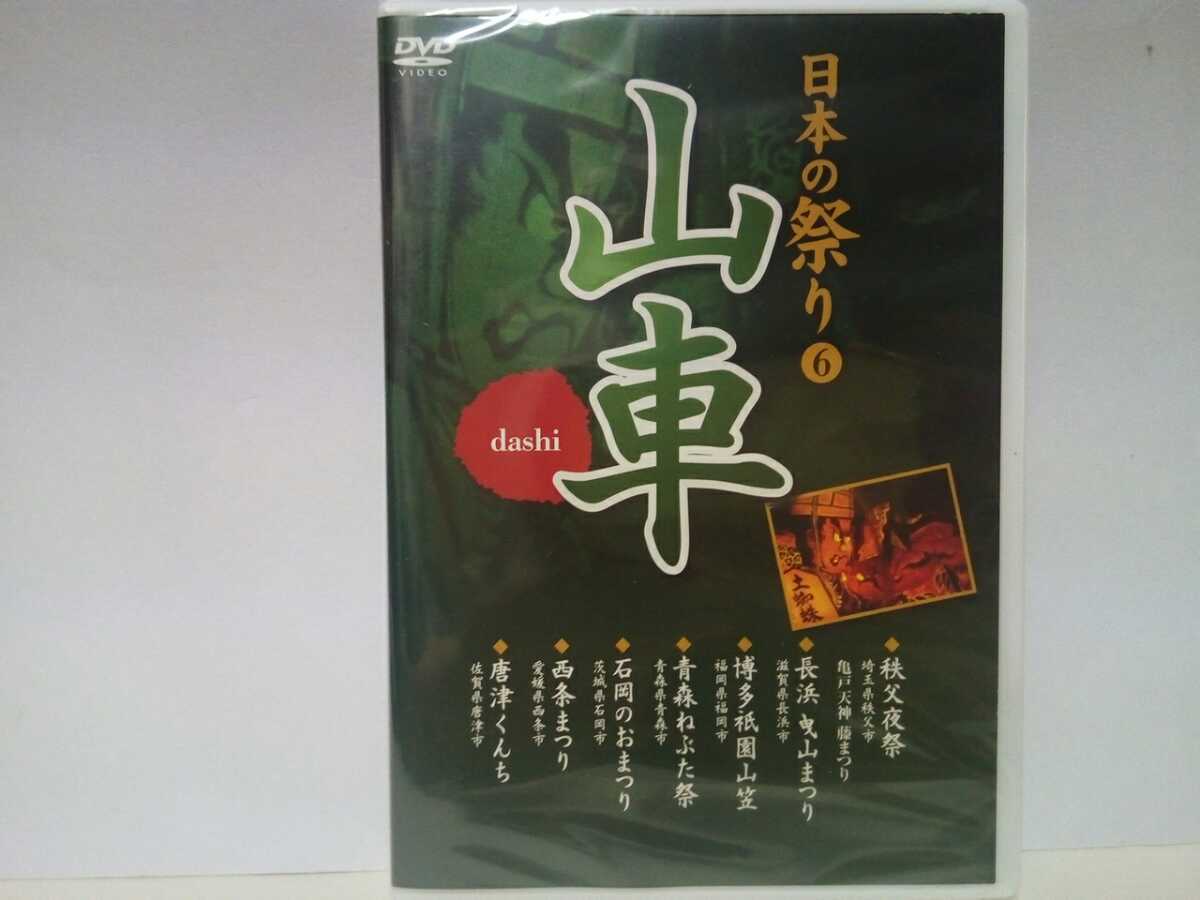 DVD
VIDEO
日本の祭り6
山車
dashi
土蜘蛛
秩父夜祭
埼玉県秩父市
亀戸天神 藤まつり
長浜 曳山まつり
滋賀県長浜市
博多祇園山笠
福岡県福岡市
青森ねぶた祭
青森県青森市
石岡のおまつり
茨城県石岡市
西条まつり
愛媛県西条市
唐津くんち
佐賀県唐津市